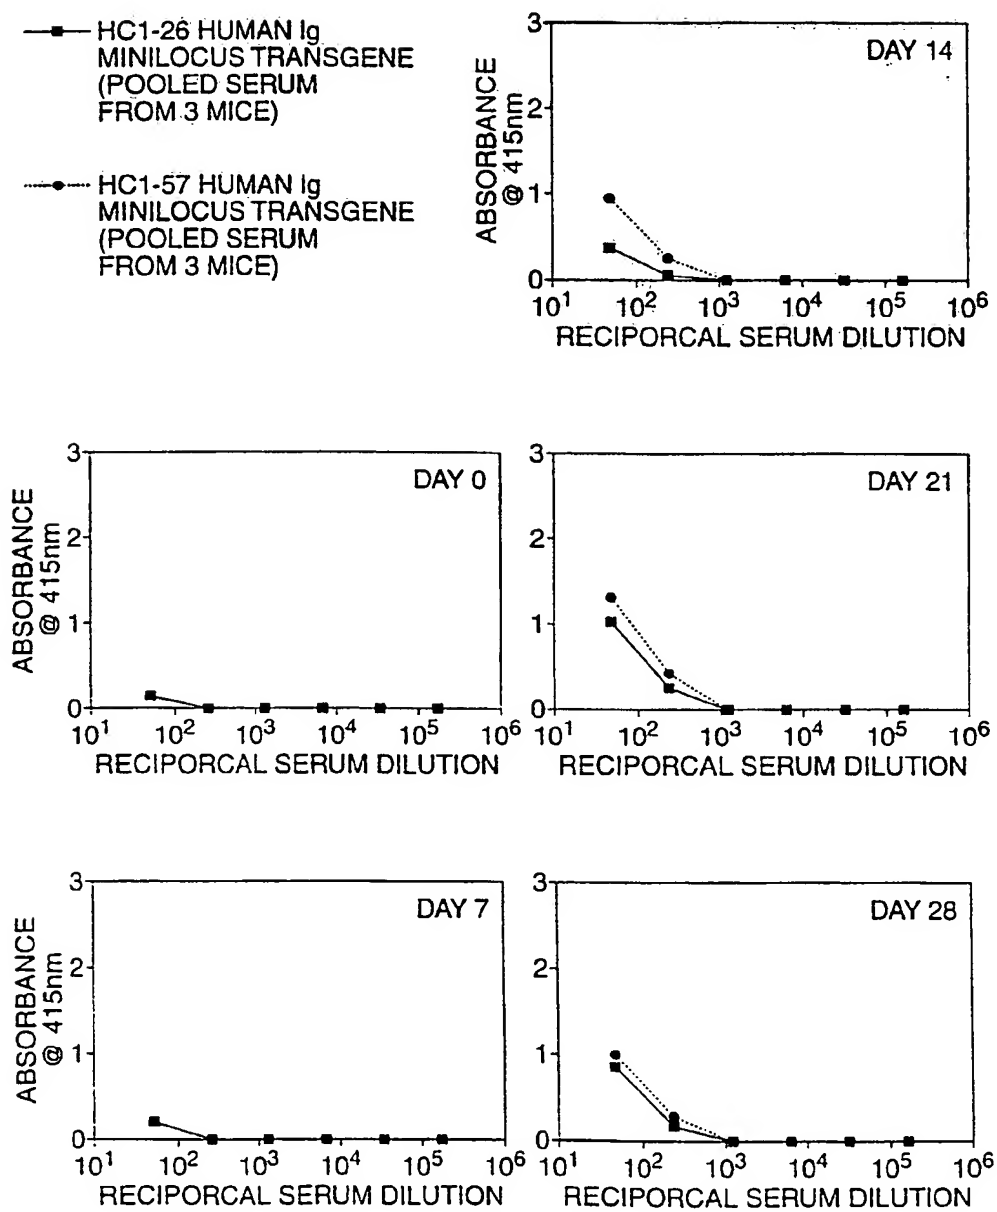 HC1-26 HUMAN Ig
MINILOCUS TRANSGENE
(POOLED SERUM
FROM 3 MICE)
HC1-57 HUMAN Ig
MINILOCUS TRANSGENE
(POOLED SERUM
FROM 3 MICE)
DAY 14
ABSORBANCE
@ 415nm
3
2
1
0
10¹ 10² 10³ 10⁴ 10⁵ 10⁶
RECIPORCAL SERUM DILUTION
DAY 0
ABSORBANCE
@ 415nm
3
2
1
0
10¹ 10² 10³ 10⁴ 10⁵ 10⁶
RECIPORCAL SERUM DILUTION
DAY 21
3
2
1
0
10¹ 10² 10³ 10⁴ 10⁵ 10⁶
RECIPORCAL SERUM DILUTION
DAY 7
ABSORBANCE
@ 415nm
3
2
1
0
10¹ 10² 10³ 10⁴ 10⁵ 10⁶
RECIPORCAL SERUM DILUTION
DAY 28
3
2
1
0
10¹ 10² 10³ 10⁴ 10⁵ 10⁶
RECIPORCAL SERUM DILUTION